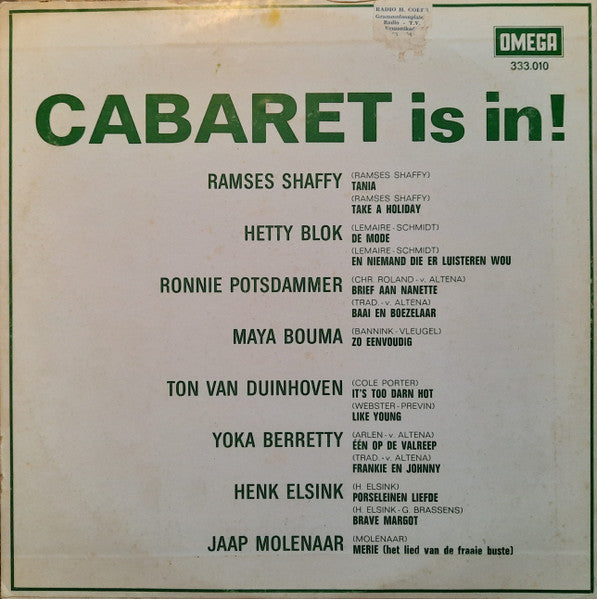 RADIO H. COEL
Radio - T.V.
OMEGA
333.010
CABARET is in!
RAMSES SHAFFY
(RAMSES SHAFFY)
TANIA
(RAMSES SHAFFY)
TAKE A HOLIDAY
HETTY BLOK
(LEMAIRE-SCHMIDT)
DE MODE
(LEMAIRE-SCHMIDT)
EN NIEMAND DIE ER LUISTEREN WOU
RONNIE POTSDAMMER
(CHR. ROLAND-v. ALTENA)
BRIEF AAN NANETTE
(TRAD.-v. ALTENA)
BAAI EN BOEZELAAR
MAYA BOUMA
(BANNINK-VLEUGEL)
ZO EENVOUDIG
TON VAN DUINHOVEN
(COLE PORTER)
IT'S TOO DARN HOT
(WEBSTER-PREVIN)
LIKE YOUNG
YOKA BERRETTY
(ARLEN-v. ALTENA)
ÉÉN OP DE VALREEP
(TRAD.-v. ALTENA)
FRANKIE EN JOHNNY
HENK ELSINK
(H. ELSINK)
PORSELEINEN LIEFDE
(H. ELSINK-G. BRASSENS)
BRAVE MARGOT
JAAP MOLENAAR
(MOLENAAR)
MERIE (het lied van de fraaie buste)